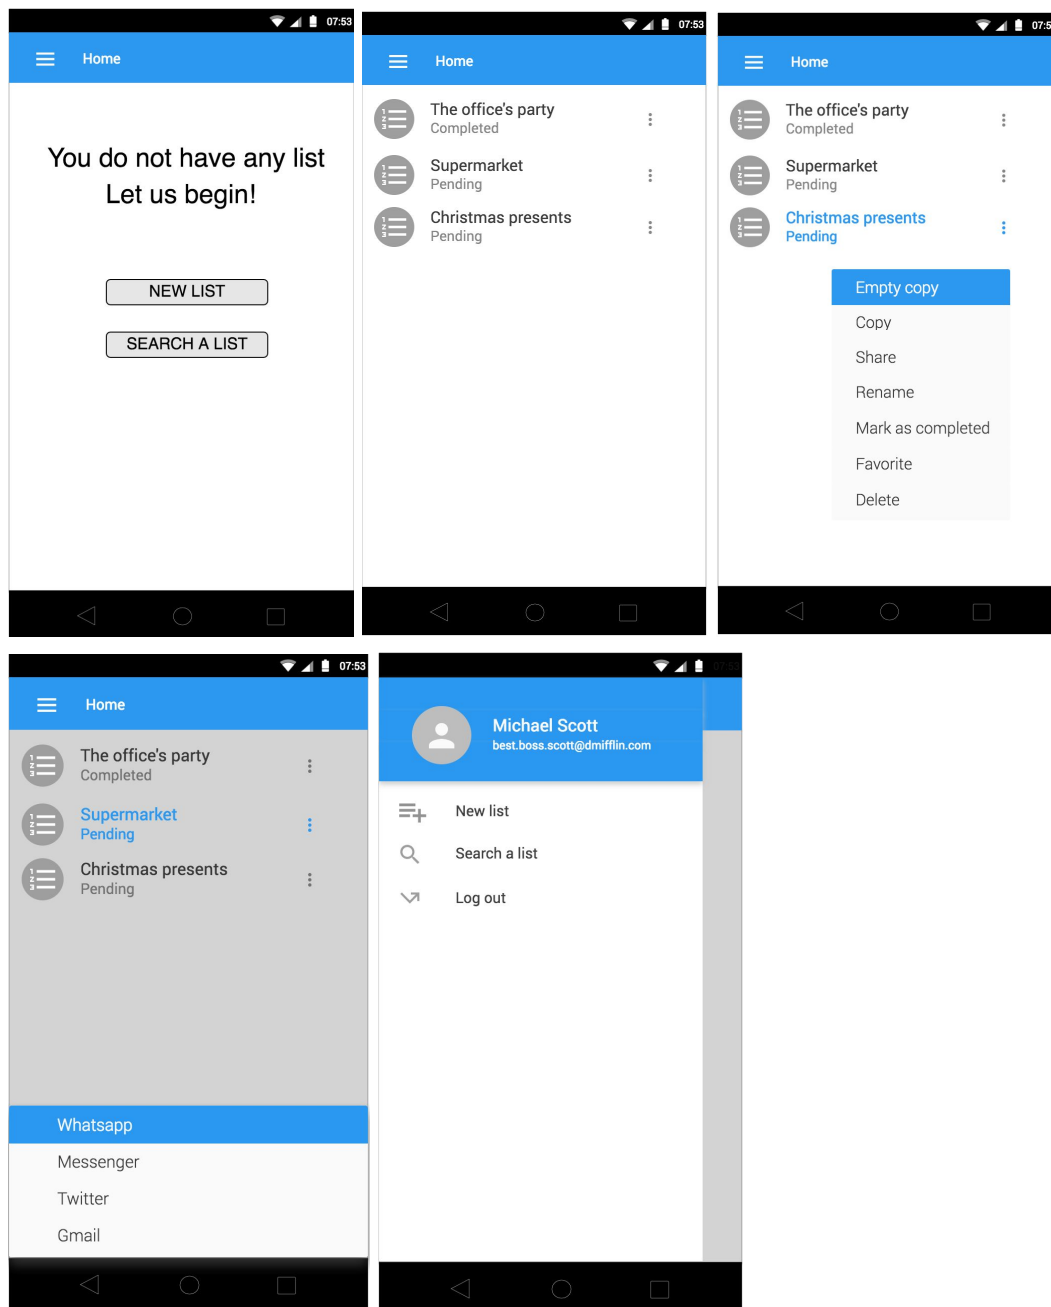 07:53
Home
You do not have any list
Let us begin!
NEW LIST
SEARCH A LIST
07:53
Home
The office's party
Completed
Supermarket
Pending
Christmas presents
Pending
07:5
Home
The office's party
Completed
Supermarket
Pending
Christmas presents
Pending
Empty copy
Copy
Share
Rename
Mark as completed
Favorite
Delete
07:53
Home
The office's party
Completed
Supermarket
Pending
Christmas presents
Pending
Whatsapp
Messenger
Twitter
Gmail
07:53
Michael Scott
best.boss.scott@dmifflin.com
New list
Search a list
Log out